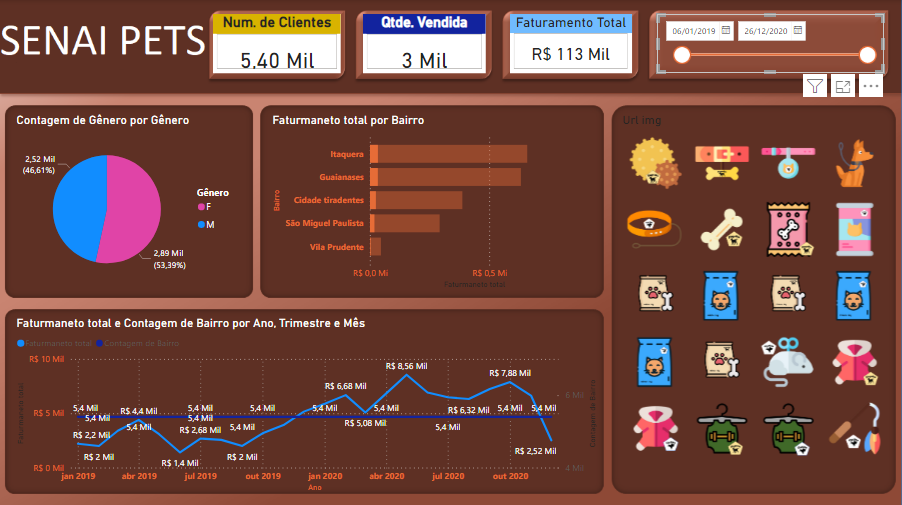 SENAI PETS
Num. de Clientes
5,40 Mil
Qtde. Vendida
3 Mil
Faturamento Total
R$ 113 Mil
06/01/2019
26/12/2020
Contagem de Gênero por Gênero
2,52 Mil
(46,61%)
Gênero
F
M
2,89 Mil
(53,39%)
Faturmaneto total por Bairro
Bairro
Itaquera
Guaianases
Cidade tiradentes
São Miguel Paulista
Vila Prudente
R$ 0,0 Mi
R$ 0,5 Mi
Faturmaneto total
Url img
Faturmaneto total e Contagem de Bairro por Ano, Trimestre e Mês
Faturmaneto total
Contagem de Bairro
Faturmaneto total
R$ 10 Mil
R$ 5 Mil
R$ 0 Mil
R$ 8,56 Mil
R$ 7,88 Mil
R$ 6,68 Mil
5,4 Mil
R$ 4,4 Mil
5,4 Mil
5,4 Mil
5,4 Mil
5,4 Mil
5,4 Mil
5,4 Mil
R$ 6,32 Mil
5,4 Mil
5,4 Mil
5,4 Mil
R$ 5,08 Mil
R$ 2,2 Mil
5,4 Mil
R$ 2,68 Mil
5,4 Mil
5,4 Mil
R$ 2 Mil
R$ 1,4 Mil
R$ 2 Mil
R$ 2,52 Mil
6 Mil
4 Mil
Contagem de Bairro
jan 2019
abr 2019
jul 2019
out 2019
jan 2020
abr 2020
jul 2020
out 2020
Ano